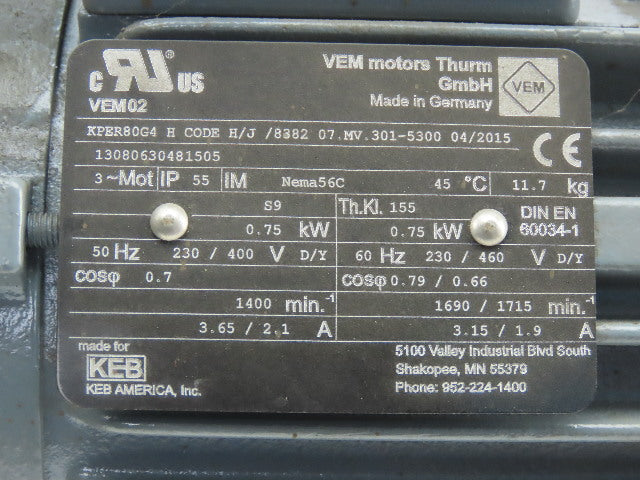 c RU US
VEM 02
VEM motors Thurm
GmbH
Made in Germany
VEM
KPER80G4 H CODE H/J /8382 07.MV.301-5300 04/2015
13080630481505
CE
3~Mot IP 55 IM Nema56C 45 °C 11.7 kg
S9 Th.Kl. 155 DIN EN
0.75 kW 0.75 kW 60034-1
50 Hz 230 / 400 V D/Y 60 Hz 230 / 460 V D/Y
cosφ 0.7 cosφ 0.79 / 0.66
1400 min.⁻¹ 1690 / 1715 min.⁻¹
3.65 / 2.1 A 3.15 / 1.9 A
made for
KEB
KEB AMERICA, Inc.
5100 Valley Industrial Blvd South
Shakopee, MN 55379
Phone: 952-224-1400